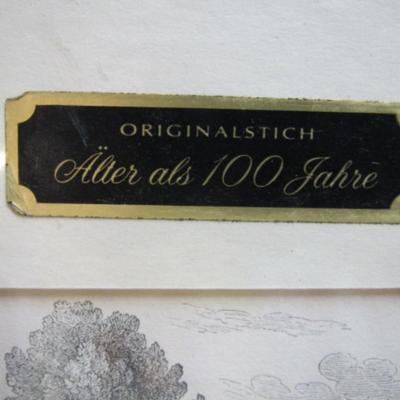 ORIGINALSTICH
Älter als 100 Jahre